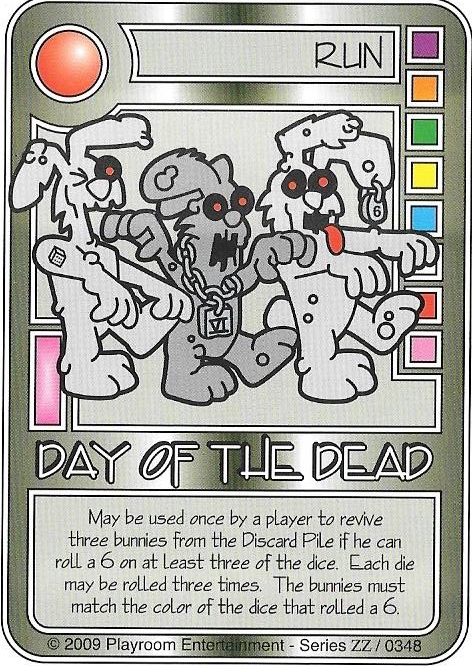 RUN
6
VI
DAY OF THE DEAD
May be used once by a player to revive
three bunnies from the Discard Pile if he can
roll a 6 on at least three of the dice. Each die
may be rolled three times. The bunnies must
match the color of the dice that rolled a 6.
© 2009 Playroom Entertainment - Series ZZ / 0348